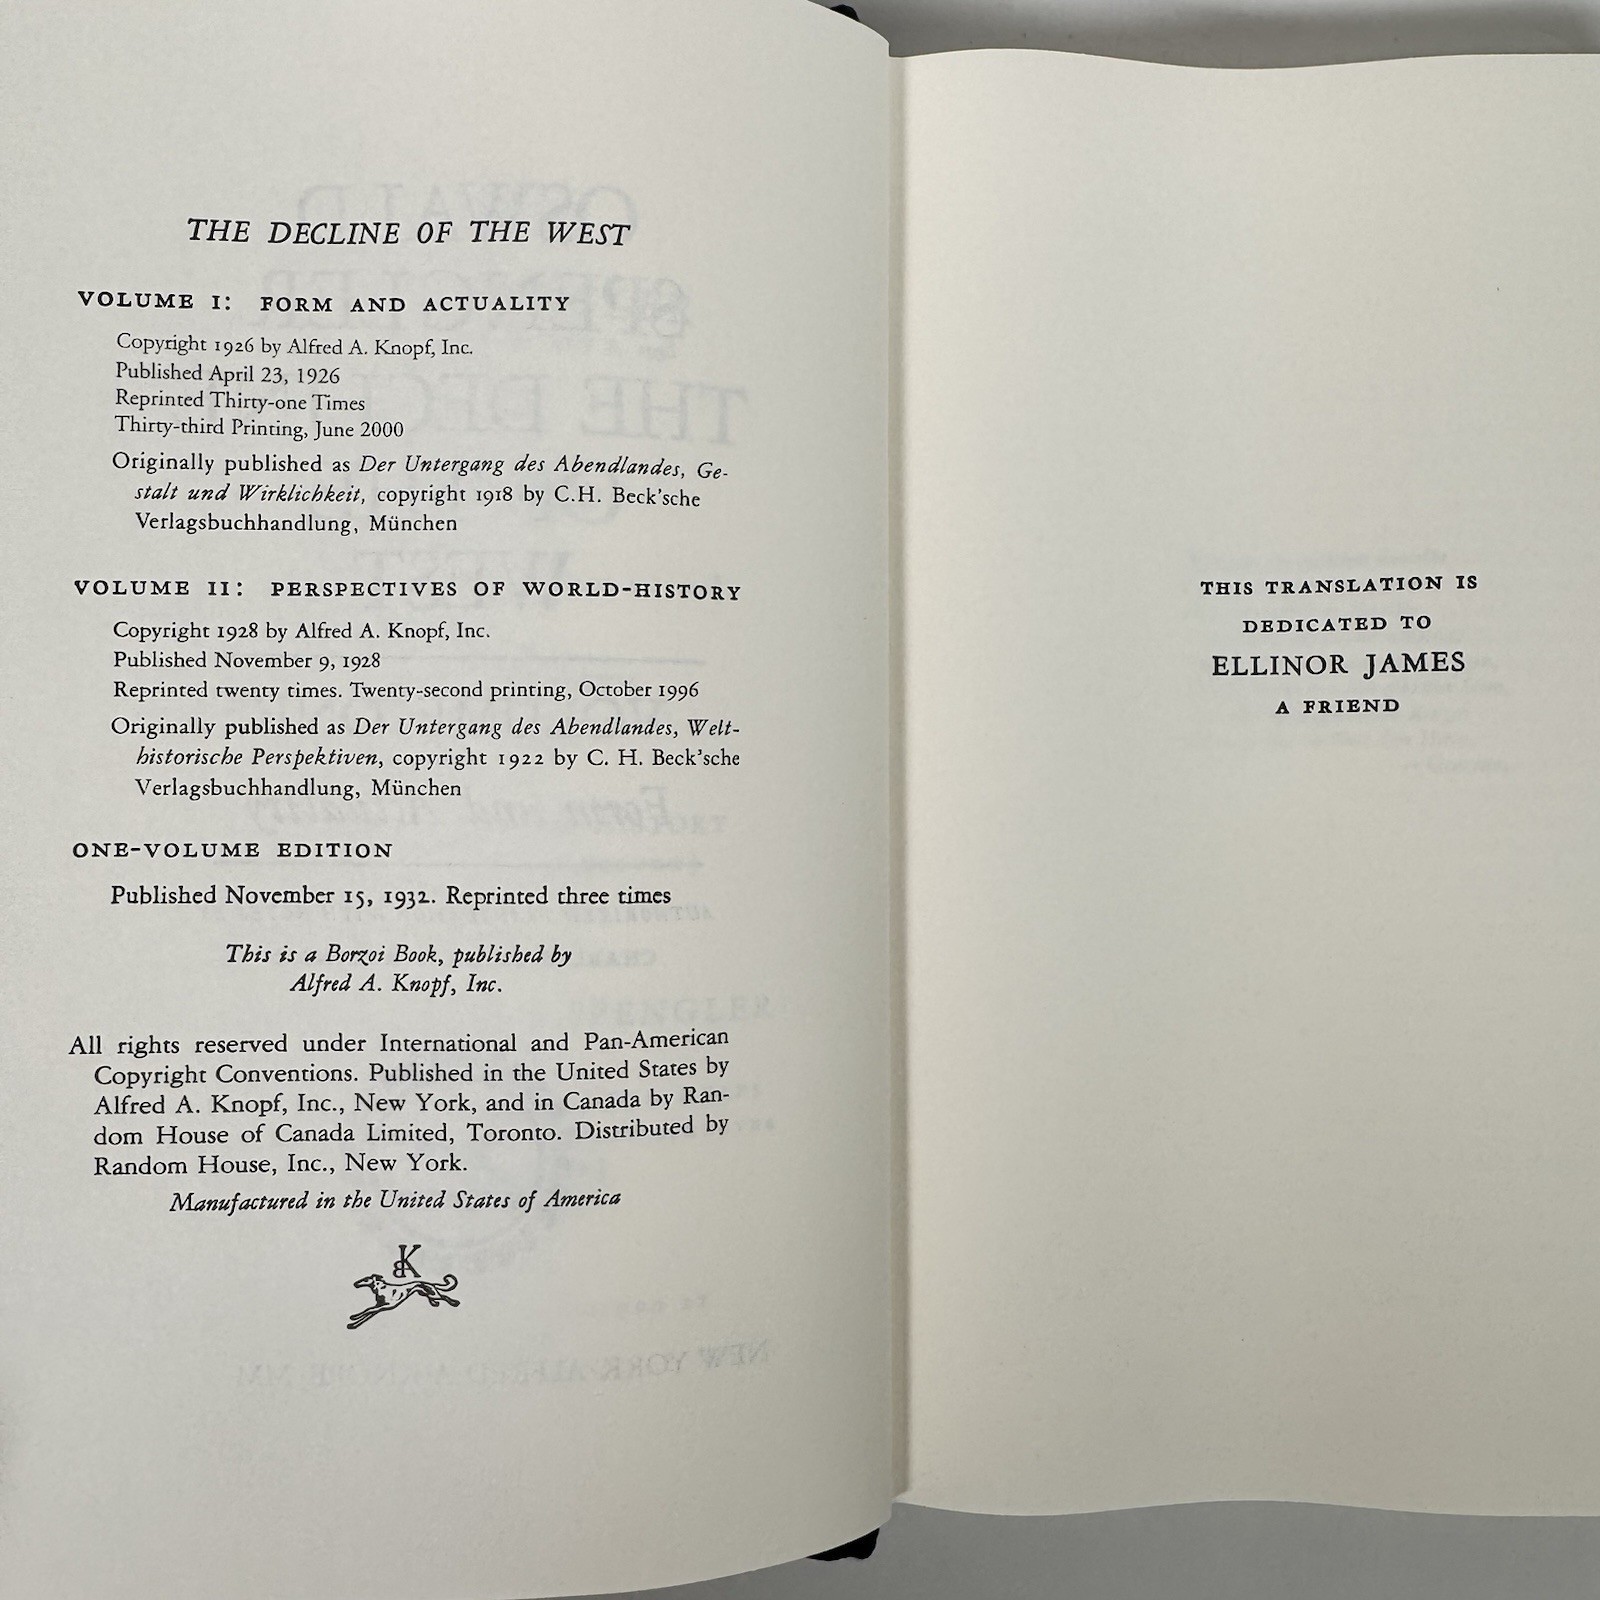 THE DECLINE OF THE WEST
VOLUME I: FORM AND ACTUALITY
Copyright 1926 by Alfred A. Knopf, Inc.
Published April 23, 1926
Reprinted Thirty-one Times
Thirty-third Printing, June 2000
Originally published as Der Untergang des Abendlandes, Ge-
stalt und Wirklichkeit, copyright 1918 by C.H. Beck'sche
Verlagsbuchhandlung, München
VOLUME II: PERSPECTIVES OF WORLD-HISTORY
Copyright 1928 by Alfred A. Knopf, Inc.
Published November 9, 1928
Reprinted twenty times. Twenty-second printing, October 1996
Originally published as Der Untergang des Abendlandes, Welt-
historische Perspektiven, copyright 1922 by C. H. Beck'sche
Verlagsbuchhandlung, München
ONE-VOLUME EDITION
Published November 15, 1932. Reprinted three times
This is a Borzoi Book, published by
Alfred A. Knopf, Inc.
All rights reserved under International and Pan-American
Copyright Conventions. Published in the United States by
Alfred A. Knopf, Inc., New York, and in Canada by Ran-
dom House of Canada Limited, Toronto. Distributed by
Random House, Inc., New York.
Manufactured in the United States of America
BK
THIS TRANSLATION IS
DEDICATED TO
ELLINOR JAMES
A FRIEND